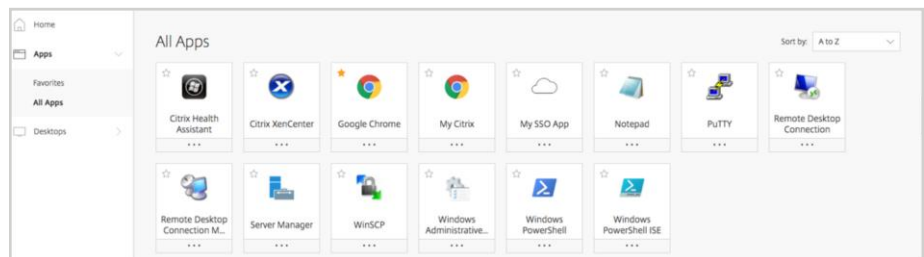 Home
Apps
Favorites
All Apps
Desktops
All Apps
Sort by: A to Z
Citrix Health
Assistant
Citrix XenCenter
Google Chrome
My Citrix
My SSO App
Notepad
PuTTY
Remote Desktop
Connection
Remote Desktop
Connection M...
Server Manager
WinSCP
Windows
Administrative...
Windows
PowerShell
Windows
PowerShell ISE